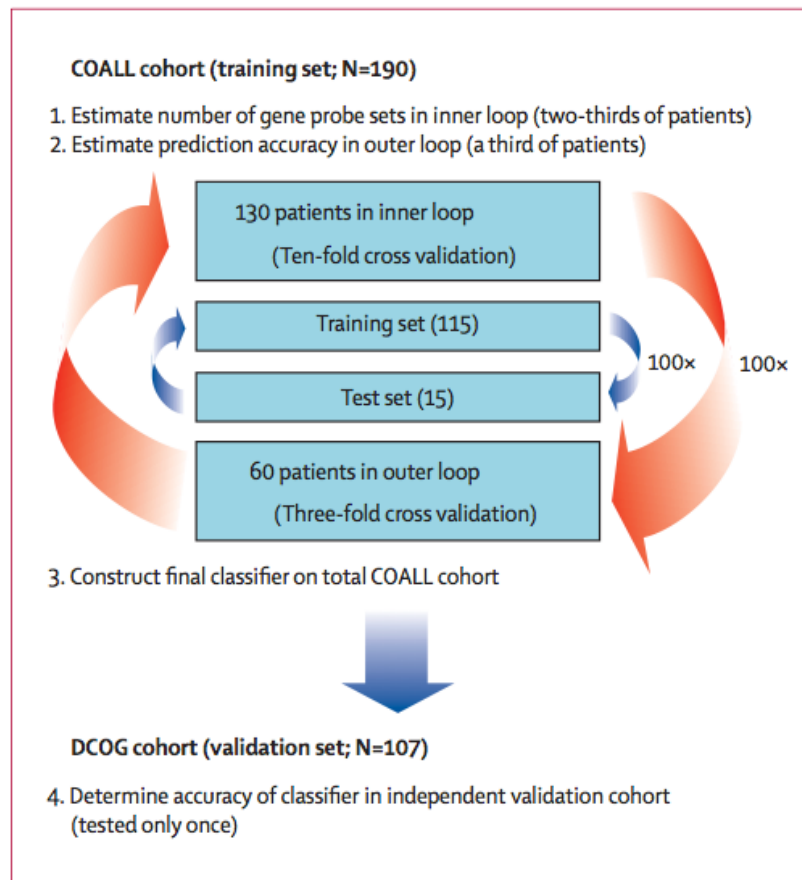 COALL cohort (training set; N=190)
1. Estimate number of gene probe sets in inner loop (two-thirds of patients)
2. Estimate prediction accuracy in outer loop (a third of patients)
130 patients in inner loop
(Ten-fold cross validation)
Training set (115)
Test set (15)
100×
100×
60 patients in outer loop
(Three-fold cross validation)
3. Construct final classifier on total COALL cohort
DCOG cohort (validation set; N=107)
4. Determine accuracy of classifier in independent validation cohort
(tested only once)